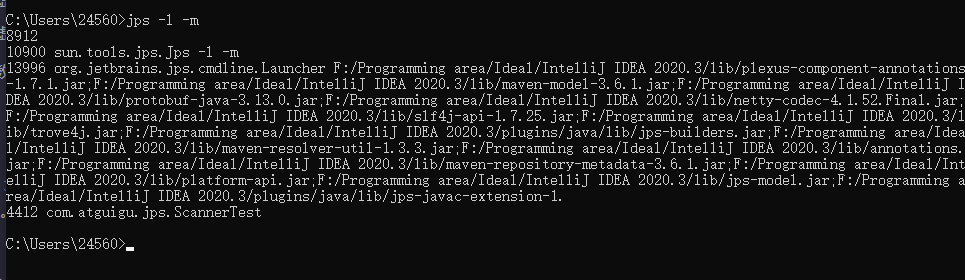 C:\Users\24560>jps -l -m
8912
10900 sun.tools.jps.Jps -l -m
13996 org.jetbrains.jps.cmdline.Launcher F:/Programming area/Ideal/IntelliJ IDEA 2020.3/lib/plexus-component-annotations
-1.7.1.jar;F:/Programming area/Ideal/IntelliJ IDEA 2020.3/lib/maven-model-3.6.1.jar;F:/Programming area/Ideal/IntelliJ I
DEA 2020.3/lib/protobuf-java-3.13.0.jar;F:/Programming area/Ideal/IntelliJ IDEA 2020.3/lib/netty-codec-4.1.52.Final.jar;
F:/Programming area/Ideal/IntelliJ IDEA 2020.3/lib/slf4j-api-1.7.25.jar;F:/Programming area/Ideal/IntelliJ IDEA 2020.3/l
ib/trove4j.jar;F:/Programming area/Ideal/IntelliJ IDEA 2020.3/plugins/java/lib/jps-builders.jar;F:/Programming area/Idea
l/IntelliJ IDEA 2020.3/lib/maven-resolver-util-1.3.3.jar;F:/Programming area/Ideal/IntelliJ IDEA 2020.3/lib/annotations.
jar;F:/Programming area/Ideal/IntelliJ IDEA 2020.3/lib/maven-repository-metadata-3.6.1.jar;F:/Programming area/Ideal/Int
elliJ IDEA 2020.3/lib/platform-api.jar;F:/Programming area/Ideal/IntelliJ IDEA 2020.3/lib/jps-model.jar;F:/Programming a
rea/Ideal/IntelliJ IDEA 2020.3/plugins/java/lib/jps-javac-extension-1.
4412 com.atguigu.jps.ScannerTest
C:\Users\24560>